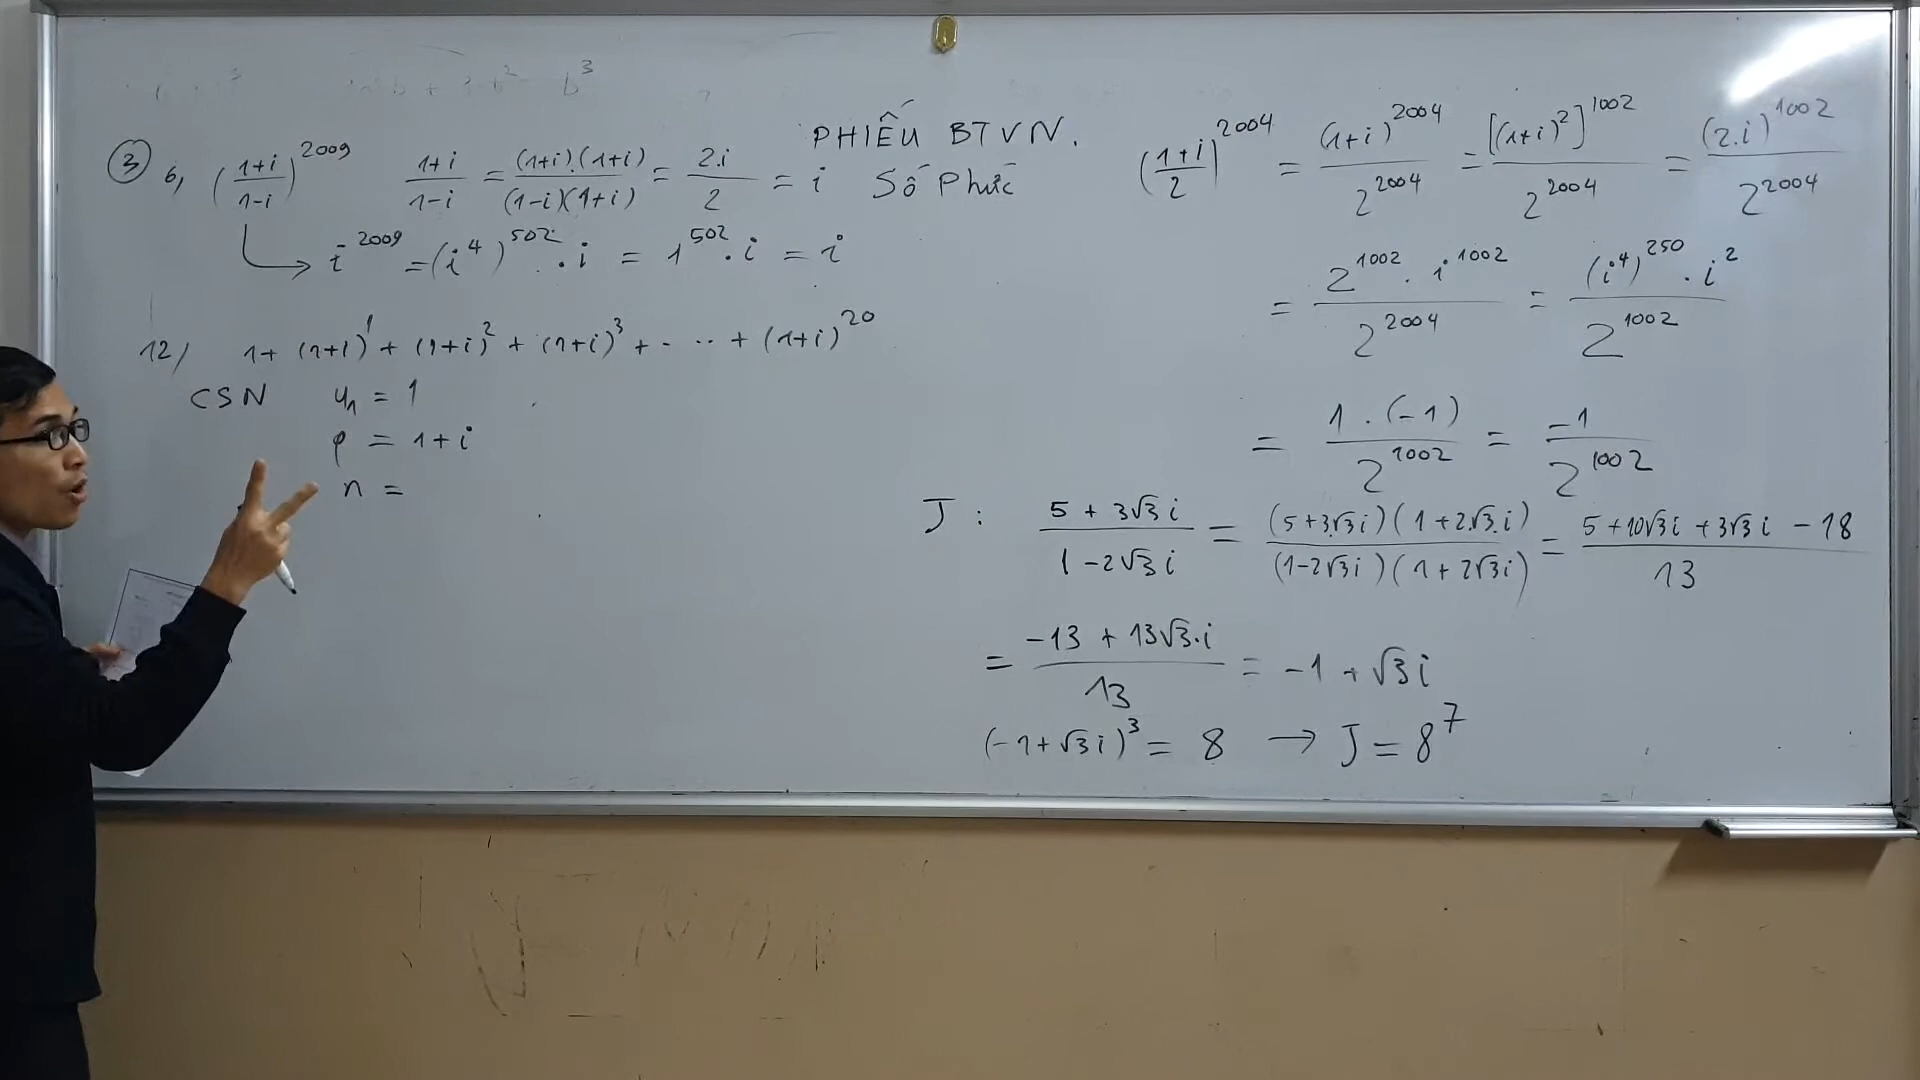 PHIẾU BTVN.
Số Phức
③ 6, ((1+i)/(1-i))^2009   (1+i)/(1-i) = ((1+i).(1+i))/((1-i)(1+i)) = 2.i/2 = i
→ i^2009 = (i^4)^502 . i = 1^502 . i = i
12/ 1 + (1+i)^1 + (1+i)^2 + (1+i)^3 + - .. + (1+i)^20
CSN u₁ = 1
q = 1+i
n =
((1+i)/2)^2004 = (1+i)^2004/2^2004 = [(1+i)^2]^1002/2^2004 = (2.i)^1002/2^2004
= (2^1002 . i^1002)/2^2004 = ((i^4)^250 . i^2)/2^1002
= (1 . (-1))/2^1002 = -1/2^1002
J : (5 + 3√3 i)/(1 - 2√3 i) = ((5+3√3i)(1+2√3.i))/((1-2√3i)(1+2√3i)) = (5 + 10√3i + 3√3i - 18)/13
= (-13 + 13√3.i)/13 = -1 + √3i
(-1+√3i)^3 = 8 → J = 8^7